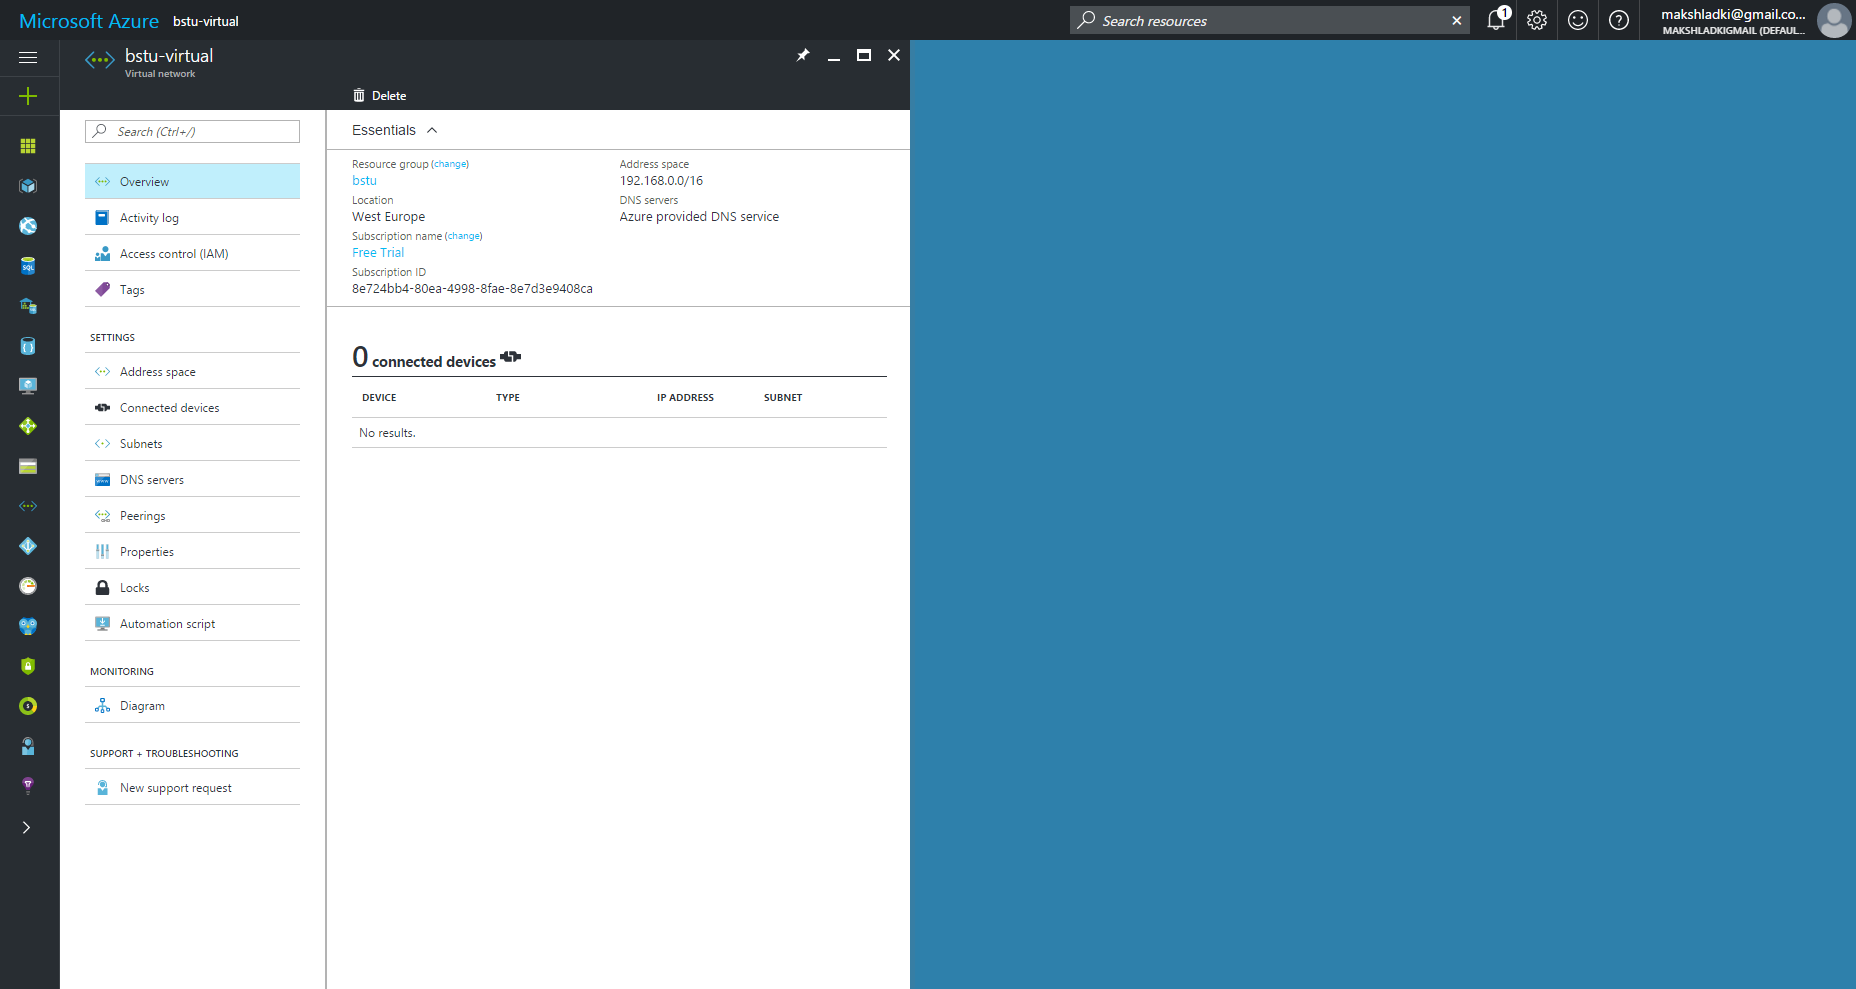 Microsoft Azure bstu-virtual
Search resources
1
makshladki@gmail.co...
MAKSHLADKIGMAIL (DEFAUL...
bstu-virtual
Virtual network
Delete
Search (Ctrl+/)
Overview
Activity log
Access control (IAM)
Tags
SETTINGS
Address space
Connected devices
Subnets
DNS servers
Peerings
Properties
Locks
Automation script
MONITORING
Diagram
SUPPORT + TROUBLESHOOTING
New support request
Essentials
Resource group (change)
bstu
Location
West Europe
Subscription name (change)
Free Trial
Subscription ID
8e724bb4-80ea-4998-8fae-8e7d3e9408ca
Address space
192.168.0.0/16
DNS servers
Azure provided DNS service
0 connected devices
DEVICE TYPE IP ADDRESS SUBNET
No results.
SQL